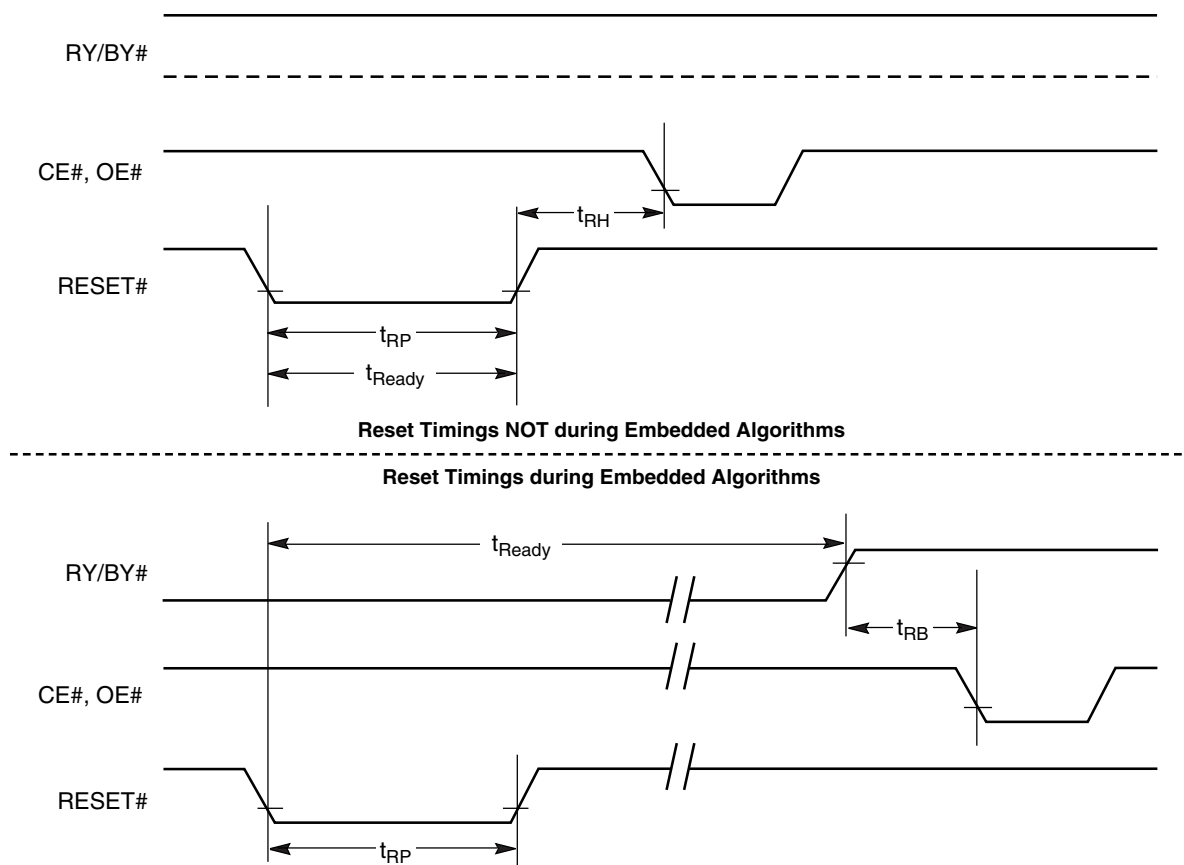 RY/BY#
CE#, OE#
tRH
RESET#
tRP
tReady
Reset Timings NOT during Embedded Algorithms
Reset Timings during Embedded Algorithms
tReady
RY/BY#
tRB
CE#, OE#
RESET#
tRP